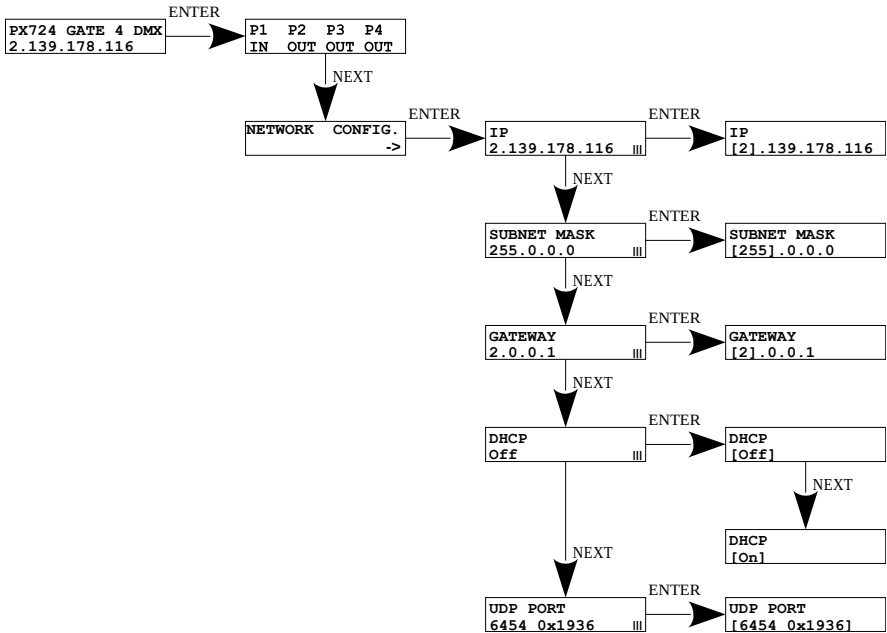 ENTER
PX724 GATE 4 DMX
2.139.178.116
P1 P2 P3 P4
IN OUT OUT OUT
NEXT
NETWORK CONFIG.
->
ENTER
IP
2.139.178.116
ENTER
IP
[2].139.178.116
NEXT
SUBNET MASK
255.0.0.0
ENTER
SUBNET MASK
[255].0.0.0
NEXT
GATEWAY
2.0.0.1
ENTER
GATEWAY
[2].0.0.1
NEXT
DHCP
Off
ENTER
DHCP
[Off]
NEXT
DHCP
[On]
NEXT
UDP PORT
6454 0x1936
ENTER
UDP PORT
[6454 0x1936]